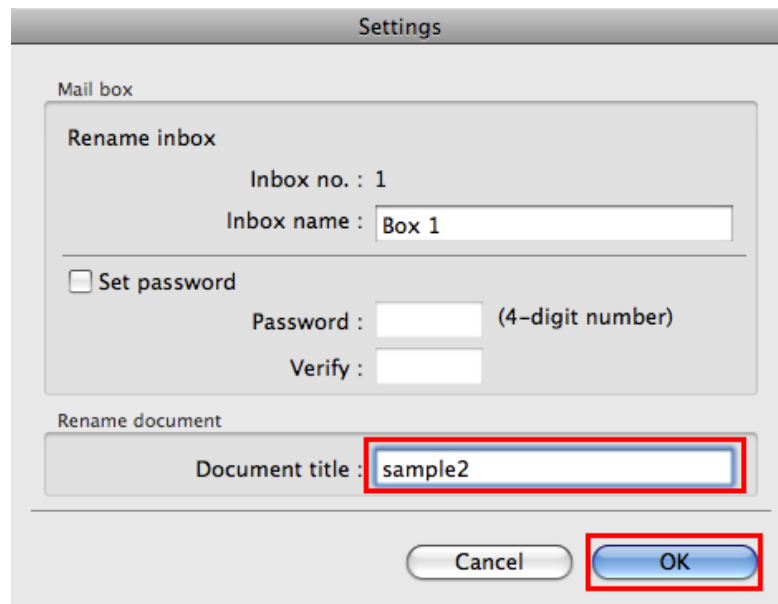 Settings
Mail box
Rename inbox
Inbox no. : 1
Inbox name : Box 1
Set password
Password : (4-digit number)
Verify :
Rename document
Document title : sample2
Cancel OK